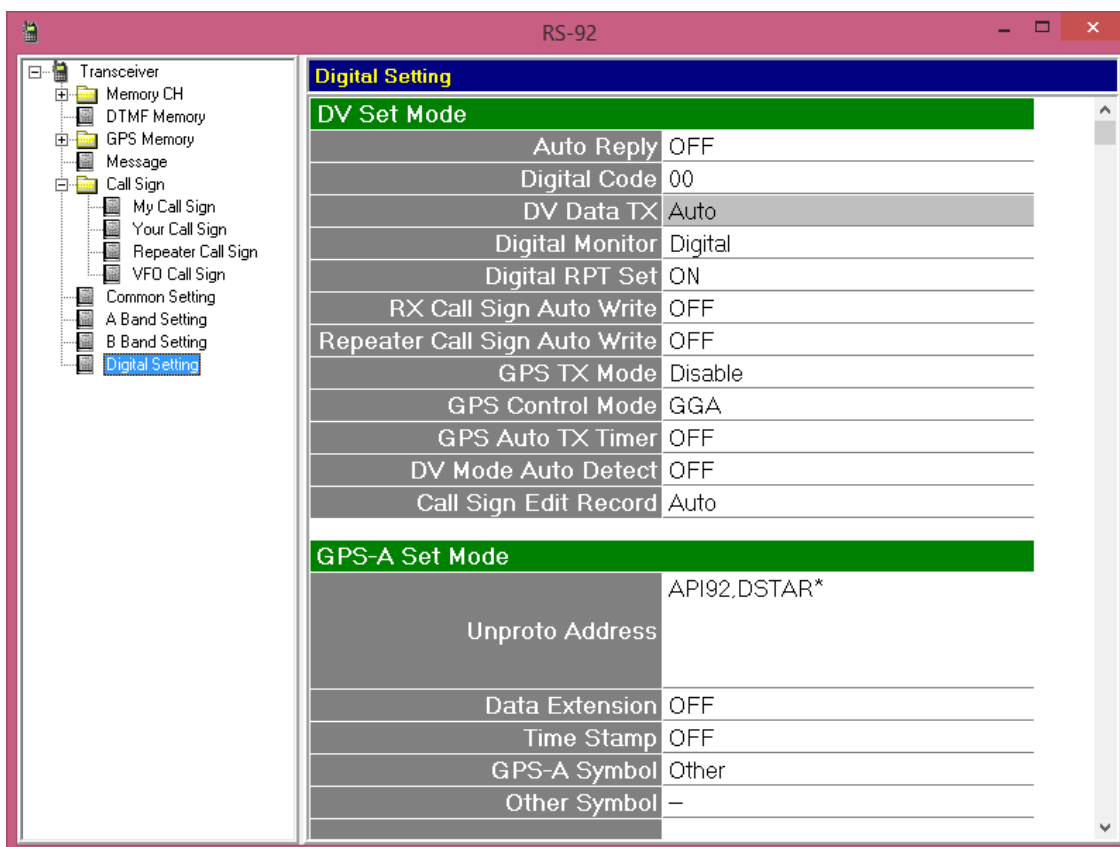 RS-92
Transceiver
Memory CH
DTMF Memory
GPS Memory
Message
Call Sign
My Call Sign
Your Call Sign
Repeater Call Sign
VFO Call Sign
Common Setting
A Band Setting
B Band Setting
Digital Setting
Digital Setting
DV Set Mode
Auto Reply OFF
Digital Code 00
DV Data TX Auto
Digital Monitor Digital
Digital RPT Set ON
RX Call Sign Auto Write OFF
Repeater Call Sign Auto Write OFF
GPS TX Mode Disable
GPS Control Mode GGA
GPS Auto TX Timer OFF
DV Mode Auto Detect OFF
Call Sign Edit Record Auto
GPS-A Set Mode
Unproto Address API92,DSTAR*
Data Extension OFF
Time Stamp OFF
GPS-A Symbol Other
Other Symbol –